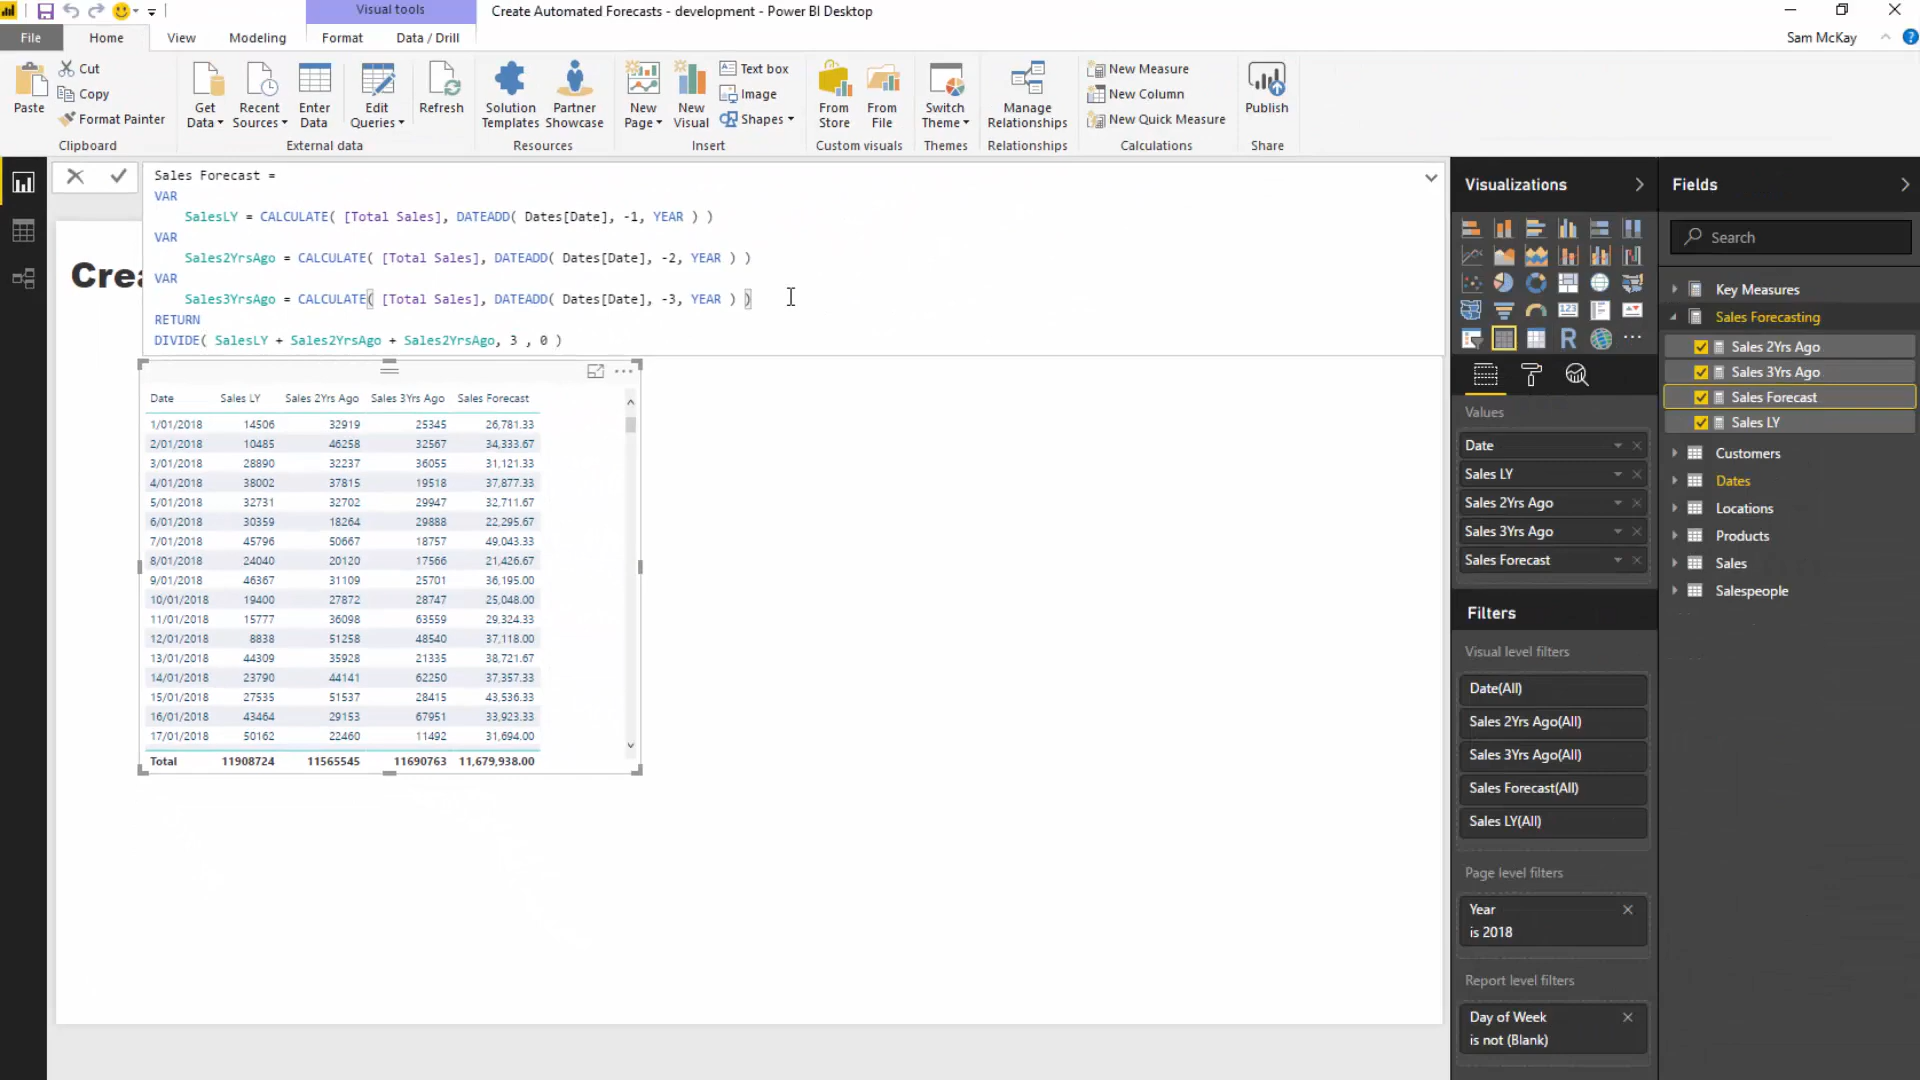 Visual tools
Create Automated Forecasts - development - Power BI Desktop
File
Home
View
Modeling
Format
Data / Drill
Sam McKay
Paste
Cut
Copy
Format Painter
Clipboard
Get Data
Recent Sources
Enter Data
Edit Queries
Refresh
External data
Solution Templates
Partner Showcase
Resources
New Page
New Visual
Text box
Image
Shapes
Insert
From Store
From File
Custom visuals
Switch Theme
Themes
Manage Relationships
Relationships
New Measure
New Column
New Quick Measure
Calculations
Publish
Share
Sales Forecast =
VAR
SalesLY = CALCULATE( [Total Sales], DATEADD( Dates[Date], -1, YEAR ) )
VAR
Sales2YrsAgo = CALCULATE( [Total Sales], DATEADD( Dates[Date], -2, YEAR ) )
VAR
Sales3YrsAgo = CALCULATE( [Total Sales], DATEADD( Dates[Date], -3, YEAR ) )
RETURN
DIVIDE( SalesLY + Sales2YrsAgo + Sales2YrsAgo, 3 , 0 )
Date Sales LY Sales 2Yrs Ago Sales 3Yrs Ago Sales Forecast
1/01/2018 14506 32919 25345 26,781.33
2/01/2018 10485 46258 32567 34,333.67
3/01/2018 28890 32237 36055 31,121.33
4/01/2018 38002 37815 19518 37,877.33
5/01/2018 32731 32702 29947 32,711.67
6/01/2018 30359 18264 29888 22,295.67
7/01/2018 45796 50667 18757 49,043.33
8/01/2018 24040 20120 17566 21,426.67
9/01/2018 46367 31109 25701 36,195.00
10/01/2018 19400 27872 28747 25,048.00
11/01/2018 15777 36098 63559 29,324.33
12/01/2018 8838 51258 48540 37,118.00
13/01/2018 44309 35928 21335 38,721.67
14/01/2018 23790 44141 62250 37,357.33
15/01/2018 27535 51537 28415 43,536.33
16/01/2018 43464 29153 67951 33,923.33
17/01/2018 50162 22460 11492 31,694.00
Total 11908724 11565545 11690763 11,679,938.00
Visualizations
Values
Date
Sales LY
Sales 2Yrs Ago
Sales 3Yrs Ago
Sales Forecast
Filters
Visual level filters
Date(All)
Sales 2Yrs Ago(All)
Sales 3Yrs Ago(All)
Sales Forecast(All)
Sales LY(All)
Page level filters
Year
is 2018
Report level filters
Day of Week
is not (Blank)
Fields
Search
Key Measures
Sales Forecasting
Sales 2Yrs Ago
Sales 3Yrs Ago
Sales Forecast
Sales LY
Customers
Dates
Locations
Products
Sales
Salespeople